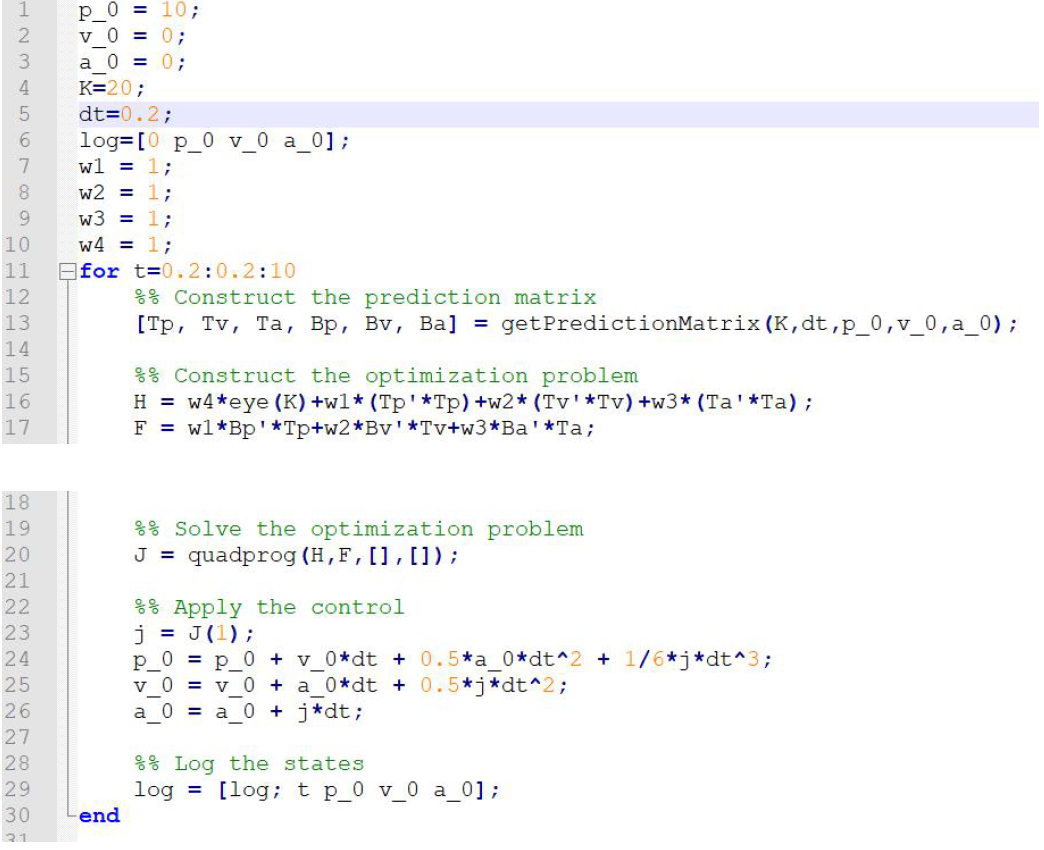 1 p_0 = 10;
2 v_0 = 0;
3 a_0 = 0;
4 K=20;
5 dt=0.2;
6 log=[0 p_0 v_0 a_0];
7 w1 = 1;
8 w2 = 1;
9 w3 = 1;
10 w4 = 1;
11 for t=0.2:0.2:10
12 %% Construct the prediction matrix
13 [Tp, Tv, Ta, Bp, Bv, Ba] = getPredictionMatrix(K,dt,p_0,v_0,a_0);
14
15 %% Construct the optimization problem
16 H = w4*eye(K)+w1*(Tp'*Tp)+w2*(Tv'*Tv)+w3*(Ta'*Ta);
17 F = w1*Bp'*Tp+w2*Bv'*Tv+w3*Ba'*Ta;
18
19 %% Solve the optimization problem
20 J = quadprog(H,F,[],[]);
21
22 %% Apply the control
23 j = J(1);
24 p_0 = p_0 + v_0*dt + 0.5*a_0*dt^2 + 1/6*j*dt^3;
25 v_0 = v_0 + a_0*dt + 0.5*j*dt^2;
26 a_0 = a_0 + j*dt;
27
28 %% Log the states
29 log = [log; t p_0 v_0 a_0];
30 end
31